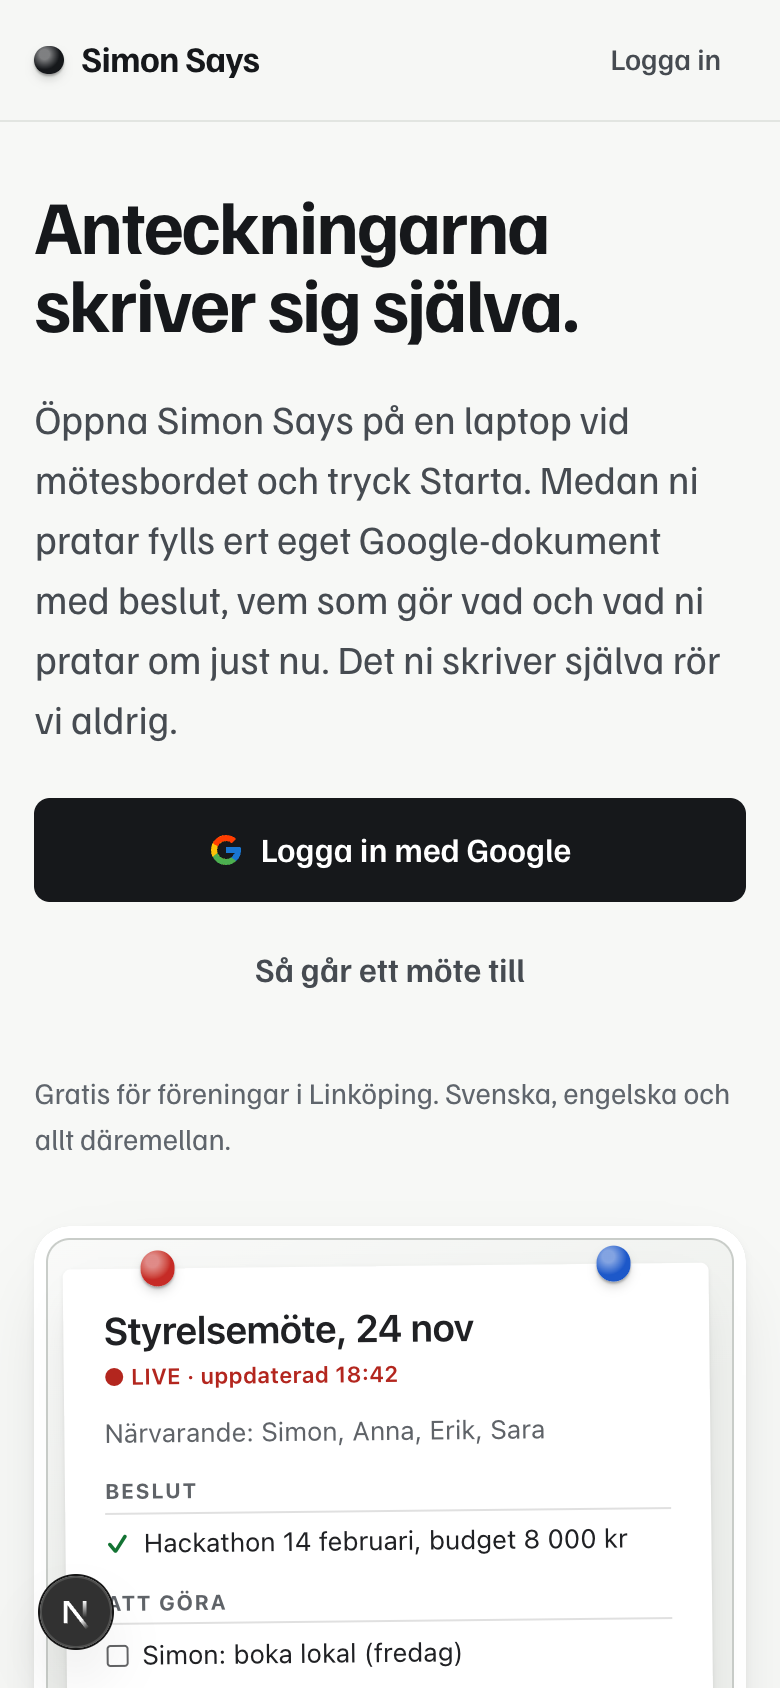 Simon Says
Logga in
Anteckningarna
skriver sig själva.
Öppna Simon Says på en laptop vid
mötesbordet och tryck Starta. Medan ni
pratar fylls ert eget Google-dokument
med beslut, vem som gör vad och vad ni
pratar om just nu. Det ni skriver själva rör
vi aldrig.
Logga in med Google
Så går ett möte till
Gratis för föreningar i Linköping. Svenska, engelska och
allt däremellan.
Styrelsemöte, 24 nov
LIVE · uppdaterad 18:42
Närvarande: Simon, Anna, Erik, Sara
BESLUT
Hackathon 14 februari, budget 8 000 kr
ATT GÖRA
N
Simon: boka lokal (fredag)